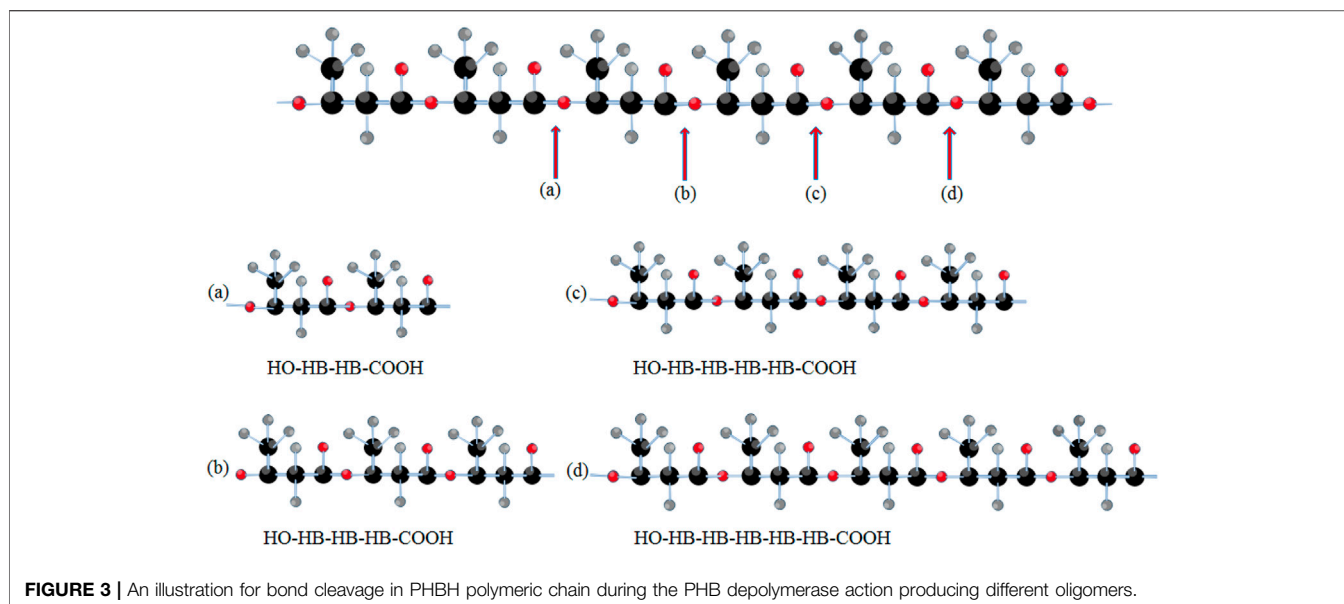 (a)
(b)
(c)
(d)
(a)
HO-HB-HB-COOH
(c)
HO-HB-HB-HB-HB-COOH
(b)
HO-HB-HB-HB-COOH
(d)
HO-HB-HB-HB-HB-HB-COOH
FIGURE 3 | An illustration for bond cleavage in PHBH polymeric chain during the PHB depolymerase action producing different oligomers.